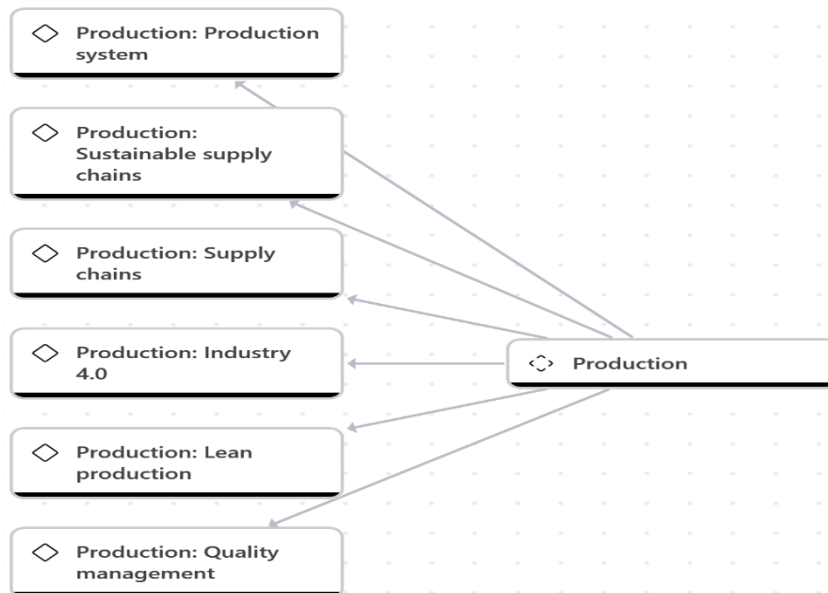 Production: Production
system
Production:
Sustainable supply
chains
Production: Supply
chains
Production: Industry
4.0
Production
Production: Lean
production
Production: Quality
management